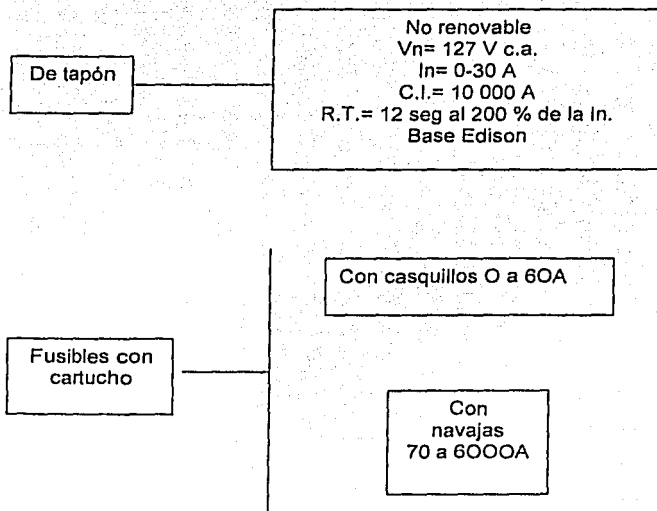 De tapón
No renovable
Vn= 127 V c.a.
In= 0-30 A
C.I.= 10 000 A
R.T.= 12 seg al 200 % de la In.
Base Edison
Con casquillos O a 6OA
Fusibles con
cartucho
Con
navajas
70 a 6OOOA